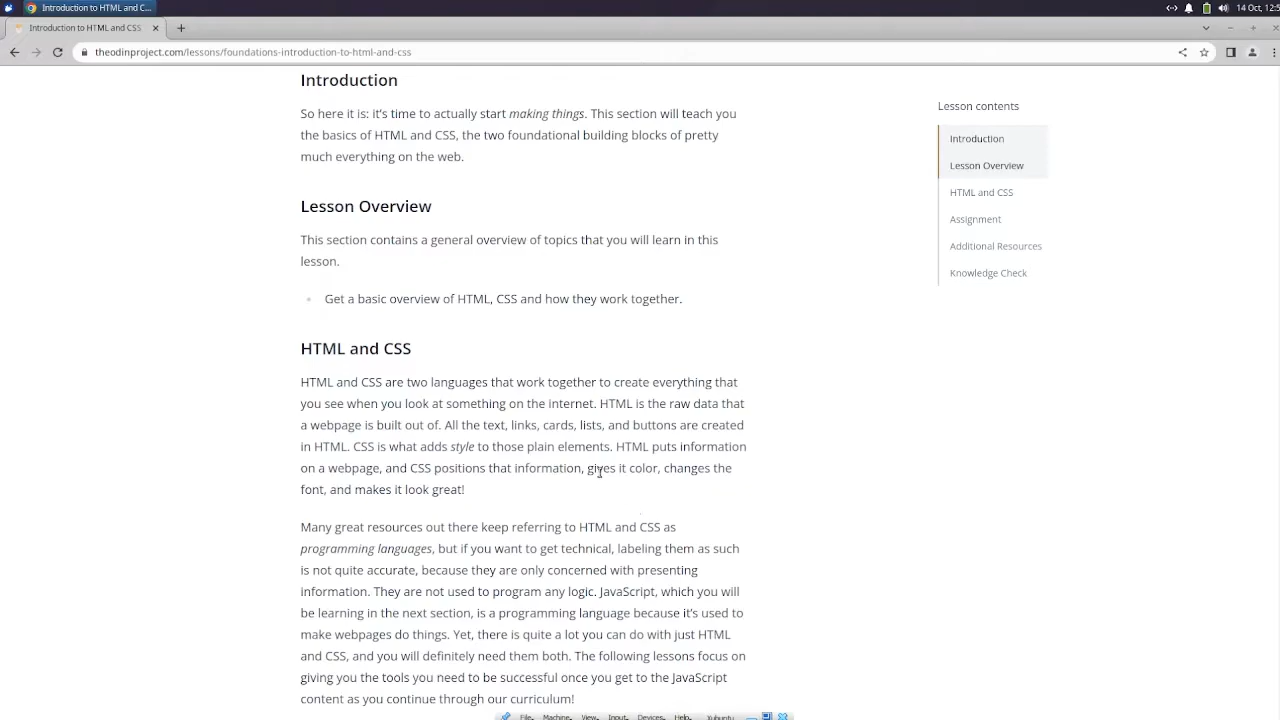 Introduction to HTML and C...
14 Oct, 12:5
Introduction to HTML and CSS
theodinproject.com/lessons/foundations-introduction-to-html-and-css
Introduction
So here it is: it's time to actually start making things. This section will teach you
the basics of HTML and CSS, the two foundational building blocks of pretty
much everything on the web.
Lesson Overview
This section contains a general overview of topics that you will learn in this
lesson.
Get a basic overview of HTML, CSS and how they work together.
HTML and CSS
HTML and CSS are two languages that work together to create everything that
you see when you look at something on the internet. HTML is the raw data that
a webpage is built out of. All the text, links, cards, lists, and buttons are created
in HTML. CSS is what adds style to those plain elements. HTML puts information
on a webpage, and CSS positions that information, gives it color, changes the
font, and makes it look great!
Many great resources out there keep referring to HTML and CSS as
programming languages, but if you want to get technical, labeling them as such
is not quite accurate, because they are only concerned with presenting
information. They are not used to program any logic. JavaScript, which you will
be learning in the next section, is a programming language because it's used to
make webpages do things. Yet, there is quite a lot you can do with just HTML
and CSS, and you will definitely need them both. The following lessons focus on
giving you the tools you need to be successful once you get to the JavaScript
content as you continue through our curriculum!
Lesson contents
Introduction
Lesson Overview
HTML and CSS
Assignment
Additional Resources
Knowledge Check
File Machine View Input Devices Help Xubuntu